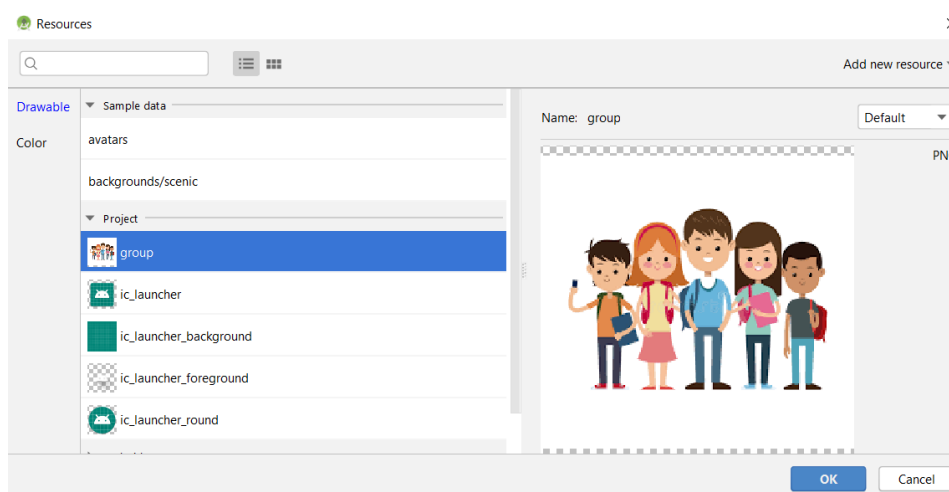 Resources
Add new resource
Drawable
Color
Sample data
avatars
backgrounds/scenic
Project
group
ic_launcher
ic_launcher_background
ic_launcher_foreground
ic_launcher_round
Name: group
Default
OK
Cancel